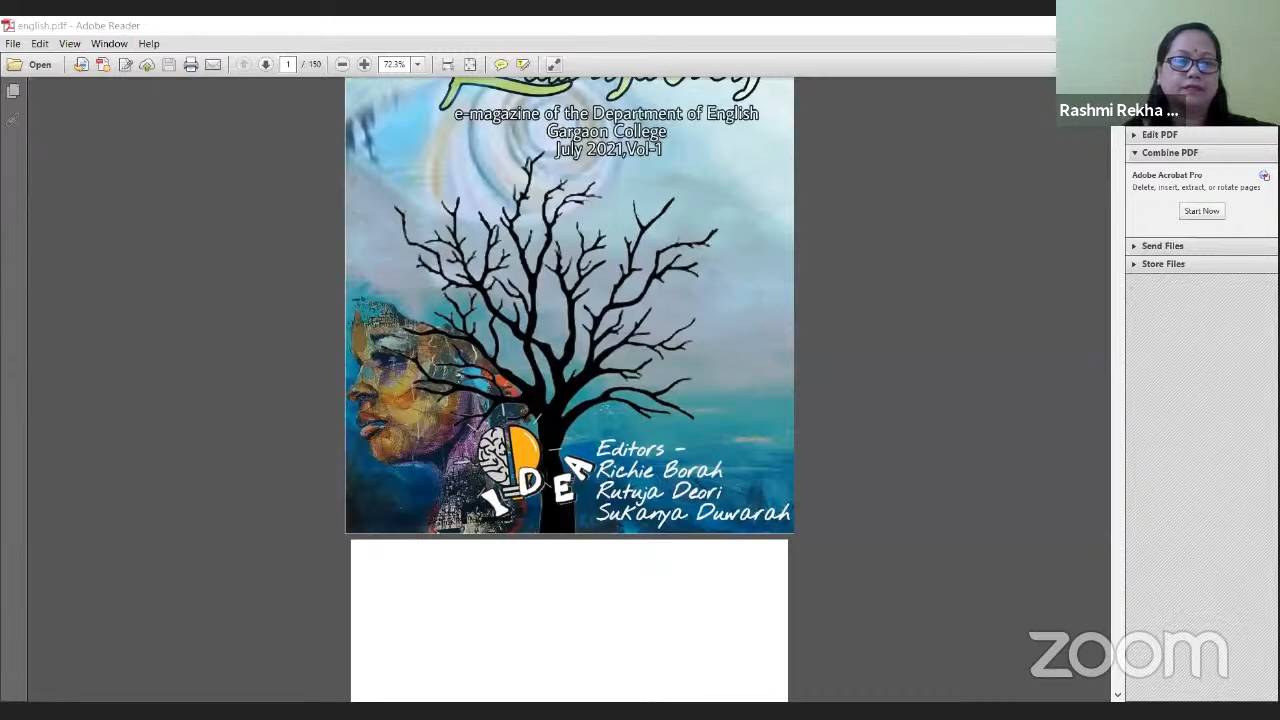 english.pdf - Adobe Reader
File Edit View Window Help
Open 1 / 150 72.3%
Rashmi Rekha ...
e-magazine of the Department of English
Gargaon College
July 2021,Vol-1
Edit PDF
Combine PDF
Adobe Acrobat Pro
Delete, insert, extract, or rotate pages
Start Now
Send Files
Store Files
IDEA
Editors -
Richie Borah
Rutuja Deori
Sukanya Duwarah
zoom